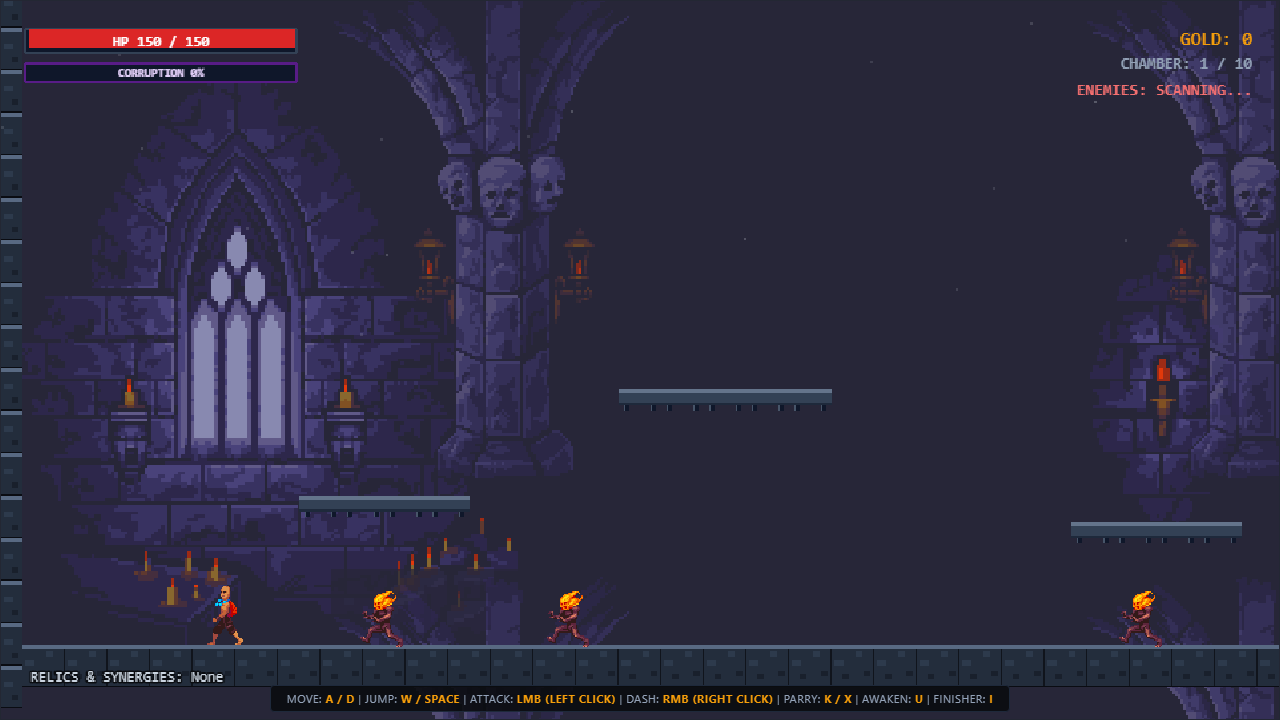 HP 150 / 150
CORRUPTION 0%
GOLD: 0
CHAMBER: 1 / 10
ENEMIES: SCANNING...
RELICS & SYNERGIES: None
MOVE: A / D | JUMP: W / SPACE | ATTACK: LMB (LEFT CLICK) | DASH: RMB (RIGHT CLICK) | PARRY: K / X | AWAKEN: U | FINISHER: I